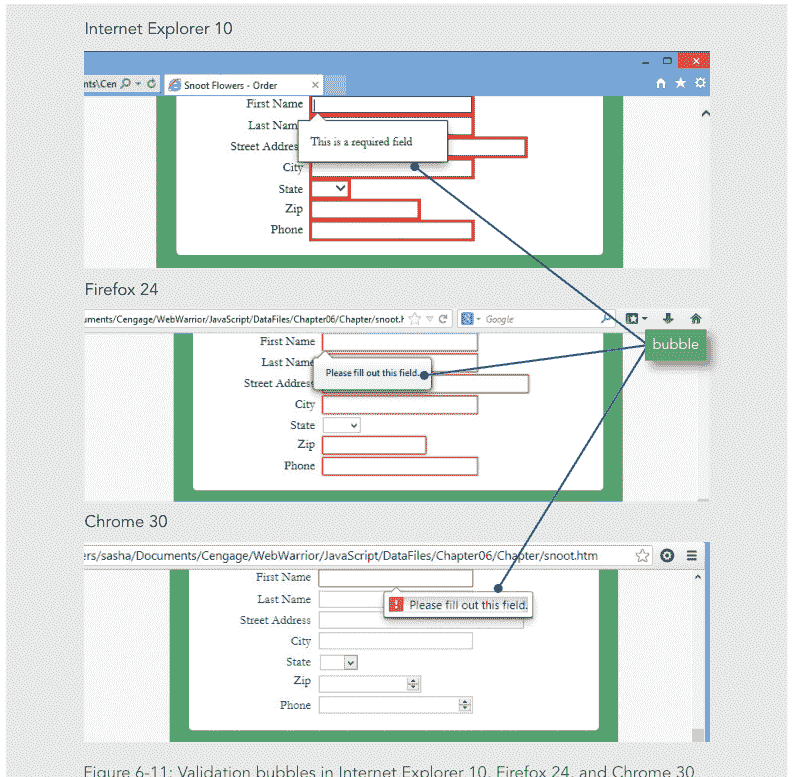 Internet Explorer 10
nts\Cen
Snoot Flowers - Order
First Name
Last Nam
This is a required field
Street Addres
City
State
Zip
Phone
Firefox 24
uments/Cengage/WebWarrior/JavaScript/DataFiles/Chapter06/Chapter/snoot.h
Google
First Name
Last Name
Please fill out this field.
Street Address
City
State
Zip
Phone
bubble
Chrome 30
ers/sasha/Documents/Cengage/WebWarrior/JavaScript/DataFiles/Chapter06/Chapter/snoot.htm
First Name
Last Name
Please fill out this field.
Street Address
City
State
Zip
Phone
Figure 6-11: Validation bubbles in Internet Explorer 10, Firefox 24, and Chrome 30